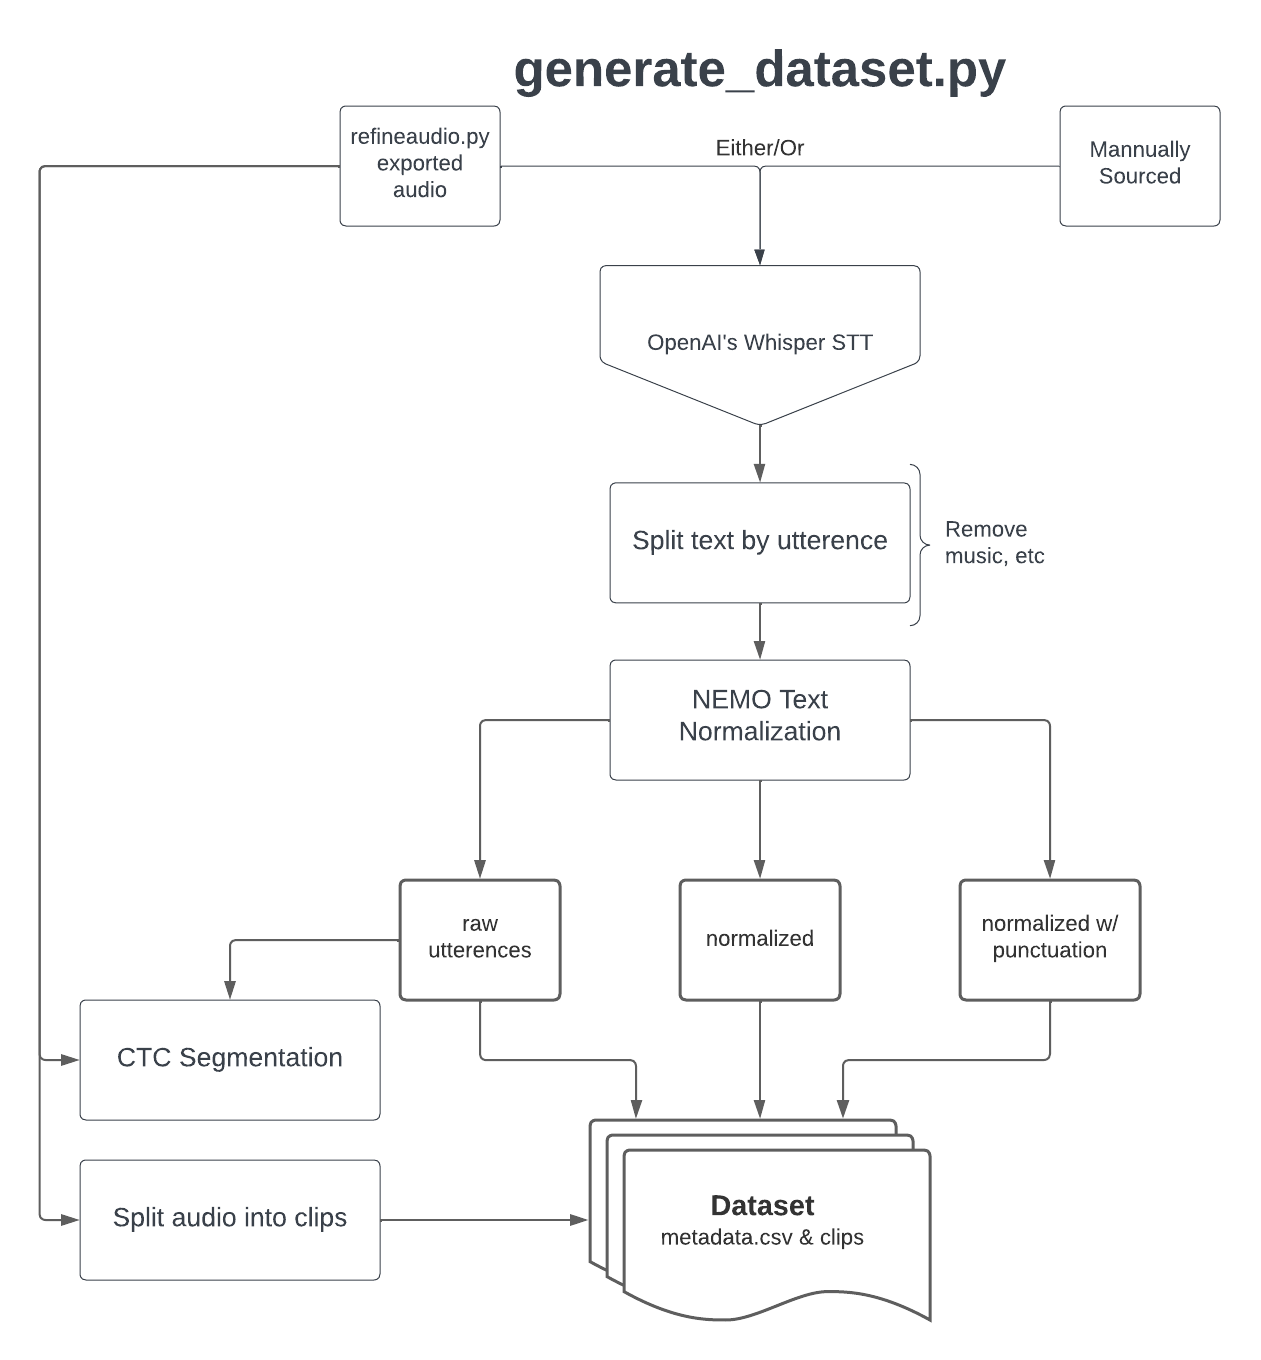 generate_dataset.py
refineaudio.py
exported
audio
Either/Or
Mannually
Sourced
OpenAI's Whisper STT
Split text by utterence
Remove
music, etc
NEMO Text
Normalization
raw
utterences
normalized
normalized w/
punctuation
CTC Segmentation
Split audio into clips
Dataset
metadata.csv & clips